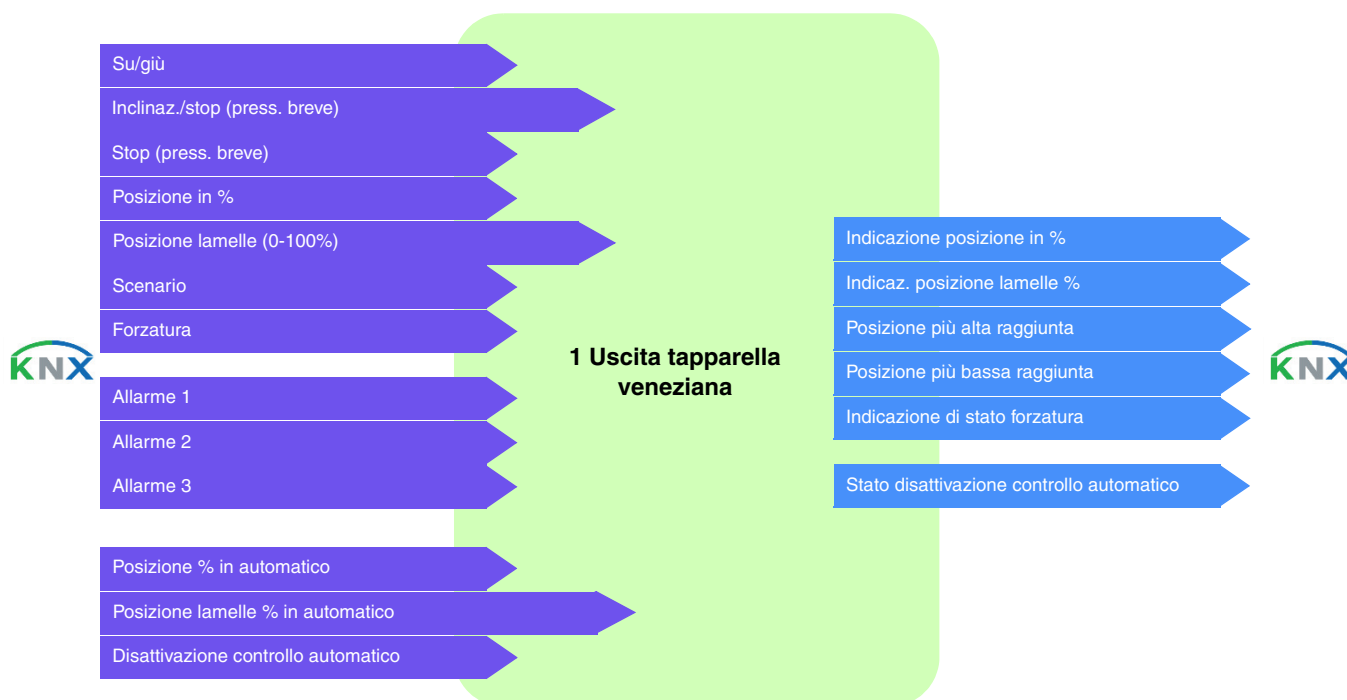 Su/giù
Inclinaz./stop (press. breve)
Stop (press. breve)
Posizione in %
Posizione lamelle (0-100%)
Scenario
Forzatura
KNX
Allarme 1
Allarme 2
Allarme 3
Posizione % in automatico
Posizione lamelle % in automatico
Disattivazione controllo automatico
1 Uscita tapparella
veneziana
Indicazione posizione in %
Indicaz. posizione lamelle %
Posizione più alta raggiunta
Posizione più bassa raggiunta
Indicazione di stato forzatura
Stato disattivazione controllo automatico
KNX